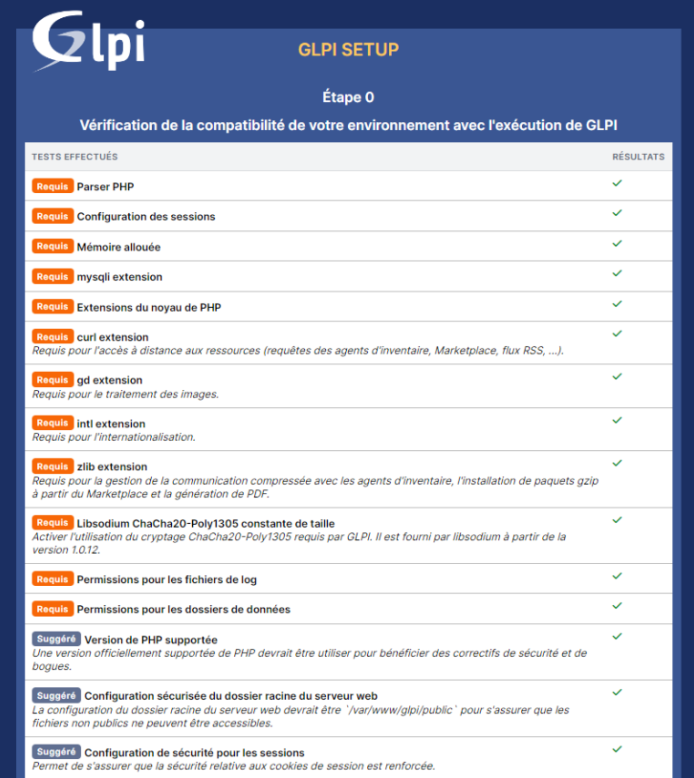 Glpi
GLPI SETUP
Étape 0
Vérification de la compatibilité de votre environnement avec l'exécution de GLPI
TESTS EFFECTUÉS RÉSULTATS
Requis Parser PHP
Requis Configuration des sessions
Requis Mémoire allouée
Requis mysqli extension
Requis Extensions du noyau de PHP
Requis curl extension
Requis pour l'accès à distance aux ressources (requêtes des agents d'inventaire, Marketplace, flux RSS, ...).
Requis gd extension
Requis pour le traitement des images.
Requis intl extension
Requis pour l'internationalisation.
Requis zlib extension
Requis pour la gestion de la communication compressée avec les agents d'inventaire, l'installation de paquets gzip
à partir du Marketplace et la génération de PDF.
Requis Libsodium ChaCha20-Poly1305 constante de taille
Activer l'utilisation du cryptage ChaCha20-Poly1305 requis par GLPI. Il est fourni par libsodium à partir de la
version 1.0.12.
Requis Permissions pour les fichiers de log
Requis Permissions pour les dossiers de données
Suggéré Version de PHP supportée
Une version officiellement supportée de PHP devrait être utiliser pour bénéficier des correctifs de sécurité et de
bogues.
Suggéré Configuration sécurisée du dossier racine du serveur web
La configuration du dossier racine du serveur web devrait être `/var/www/glpi/public` pour s'assurer que les
fichiers non publics ne peuvent être accessibles.
Suggéré Configuration de sécurité pour les sessions
Permet de s'assurer que la sécurité relative aux cookies de session est renforcée.